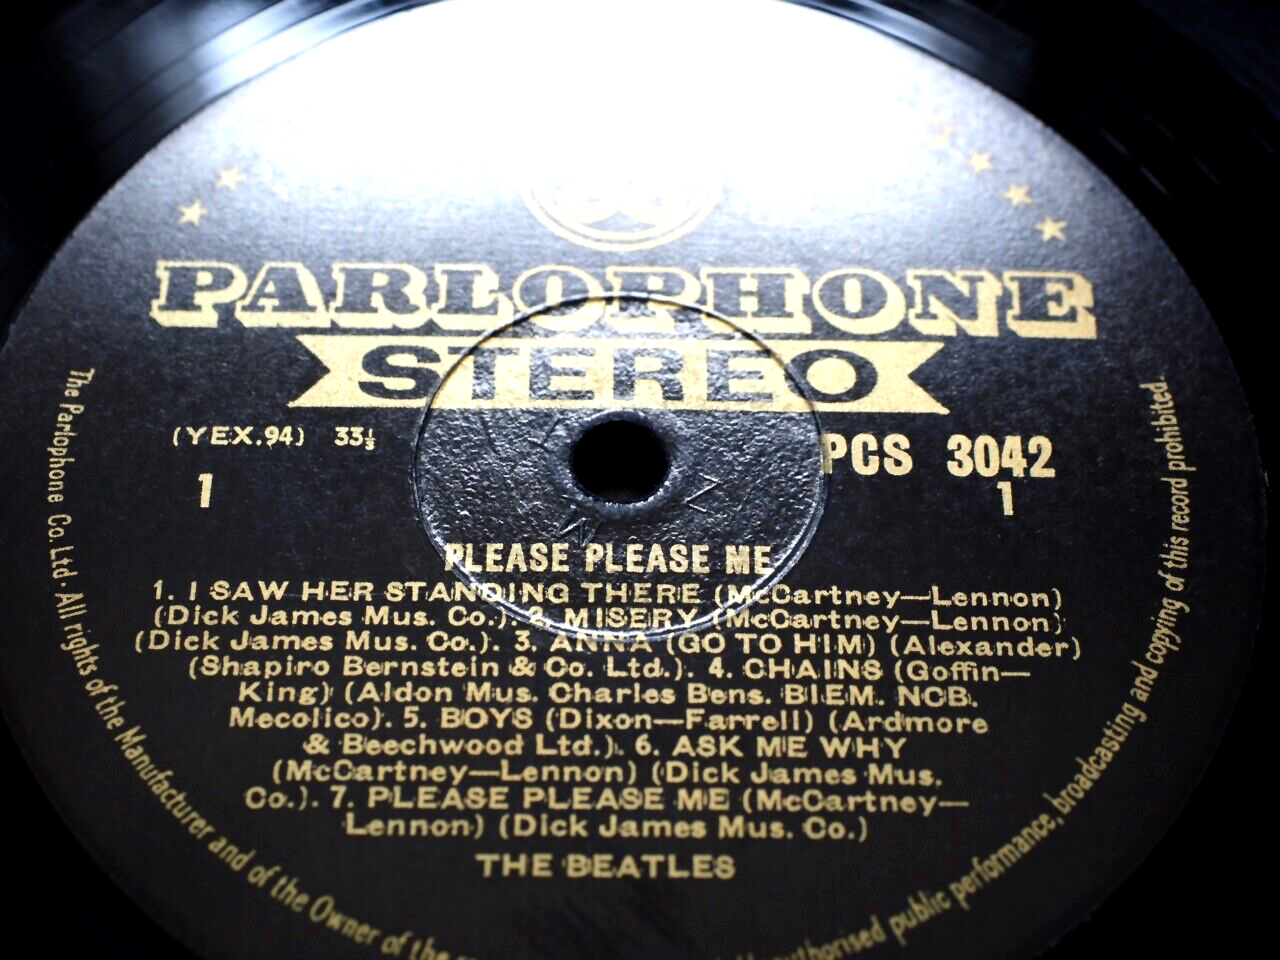 PARLOPHONE
STEREO
(YEX.94) 33⅓
PCS 3042
1
1
PLEASE PLEASE ME
1. I SAW HER STANDING THERE (McCartney—Lennon)
(Dick James Mus. Co.). 2. MISERY (McCartney—Lennon)
(Dick James Mus. Co.). 3. ANNA (GO TO HIM) (Alexander)
(Shapiro Bernstein & Co. Ltd.). 4. CHAINS (Goffin—
King) (Aldon Mus. Charles Bens. BIEM. NCB.
Mecolico). 5. BOYS (Dixon—Farrell) (Ardmore
& Beechwood Ltd.). 6. ASK ME WHY
(McCartney—Lennon) (Dick James Mus.
Co.). 7. PLEASE PLEASE ME (McCartney—
Lennon) (Dick James Mus. Co.)
THE BEATLES
The Parlophone Co. Ltd. All rights of the Manufacturer and of the Owner of the
public performance, broadcasting and copying of this record prohibited.